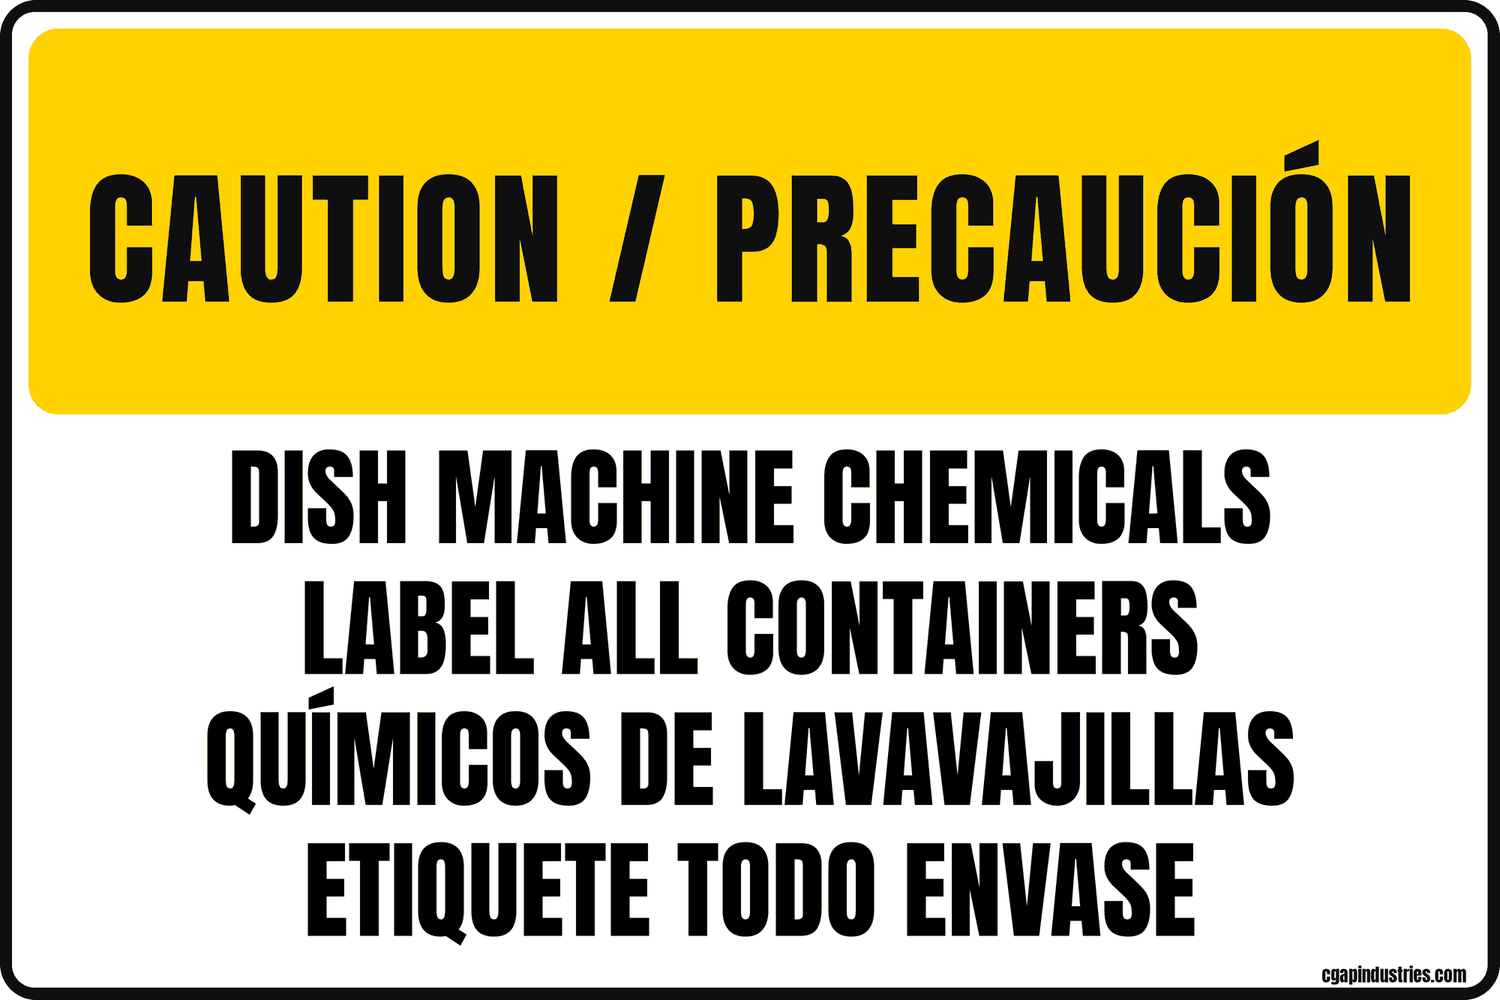 CAUTION / PRECAUCIÓN
DISH MACHINE CHEMICALS
LABEL ALL CONTAINERS
QUÍMICOS DE LAVAVAJILLAS
ETIQUETE TODO ENVASE
cgapindustries.com